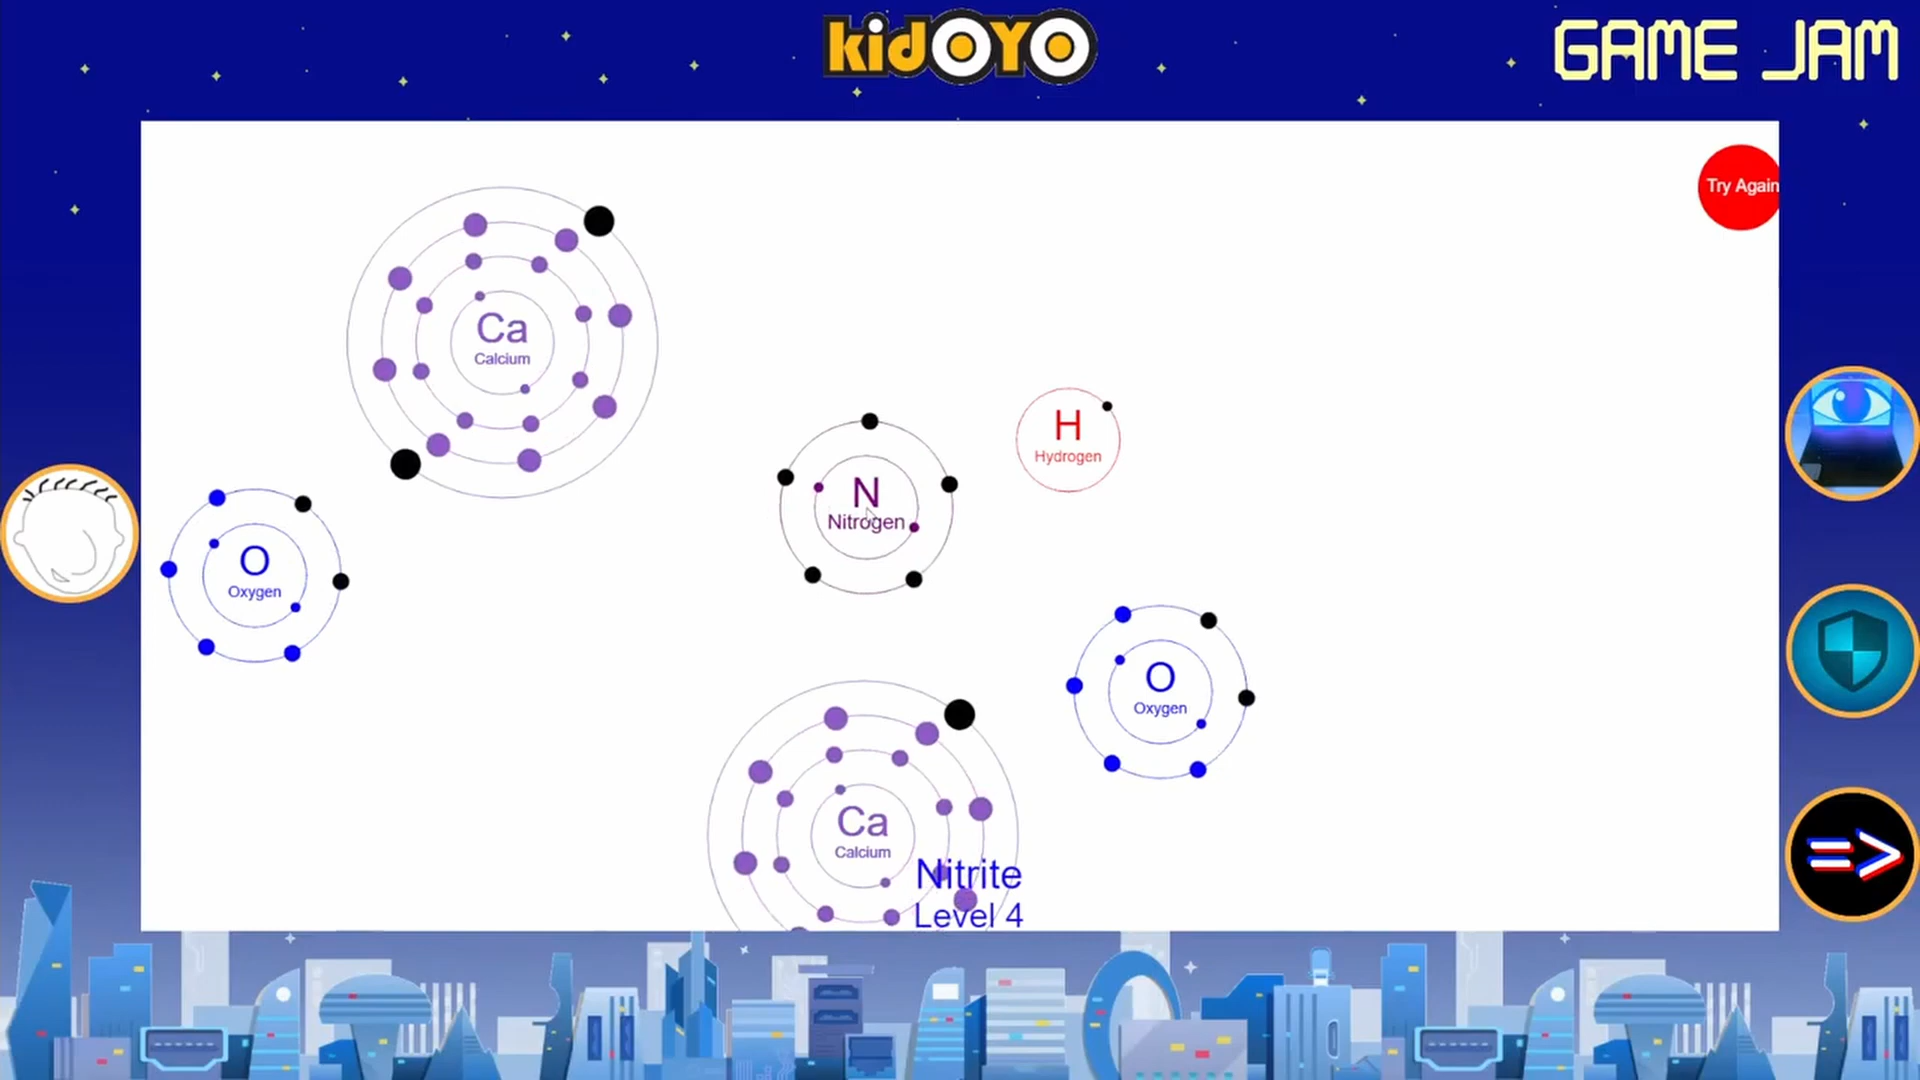 kidOYO
GAME JAM
Try Again
Ca
Calcium
H
Hydrogen
N
Nitrogen
O
Oxygen
O
Oxygen
Ca
Calcium
Nitrite
Level 4
=>